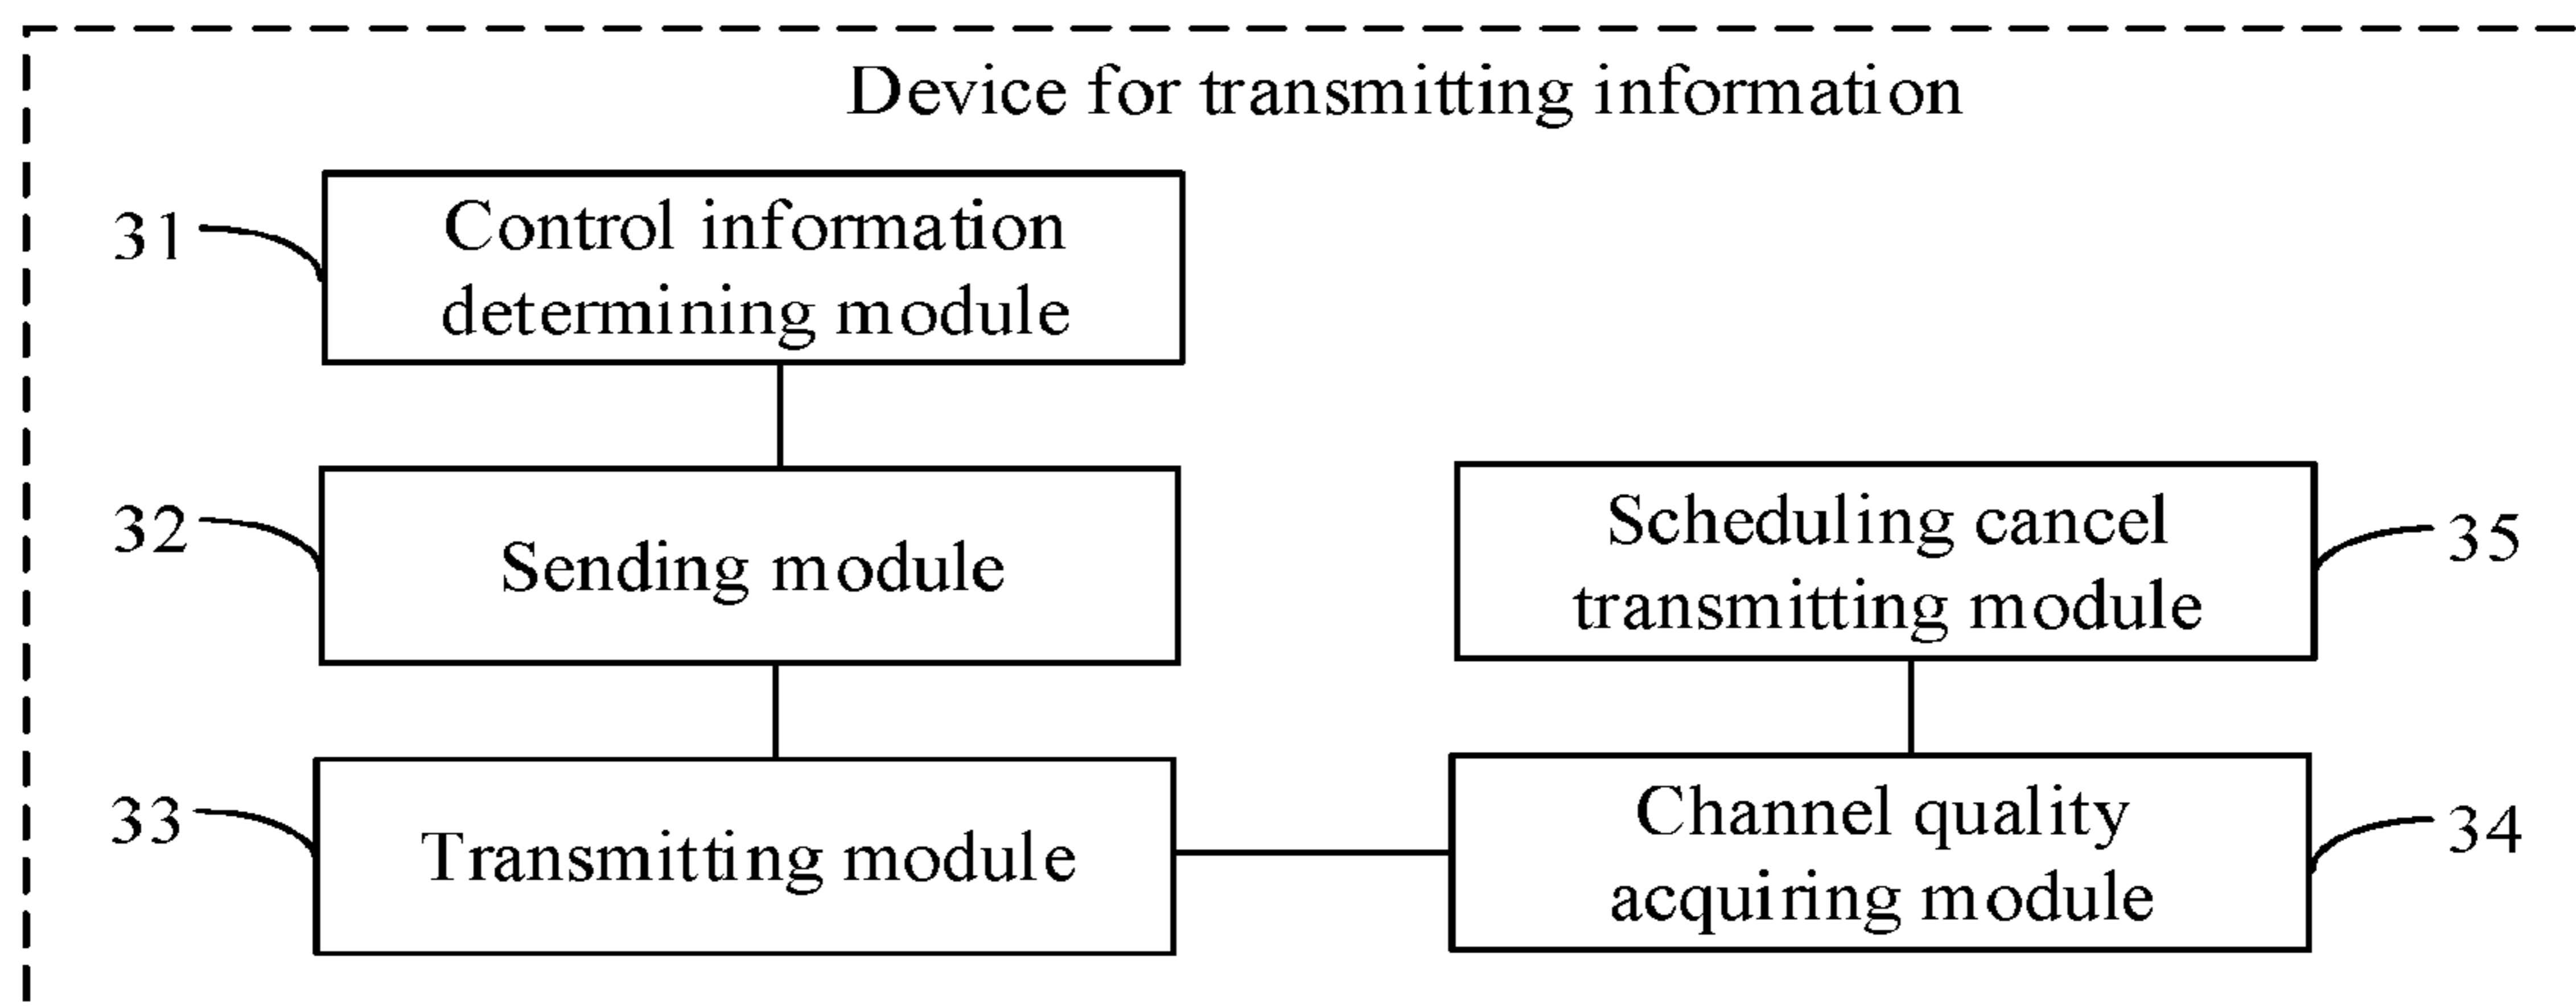 Device for transmitting information
31
Control information
determining module
32
Sending module
Scheduling cancel
transmitting module
35
33
Transmitting module
Channel quality
acquiring module
34